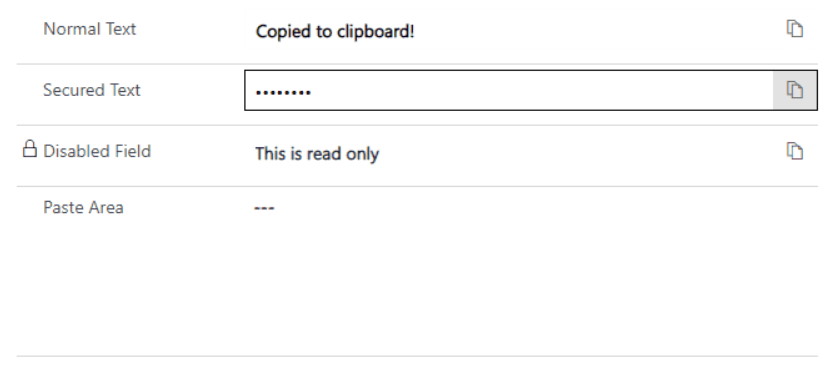 Normal Text Copied to clipboard!
Secured Text ••••••••
Disabled Field This is read only
Paste Area ---